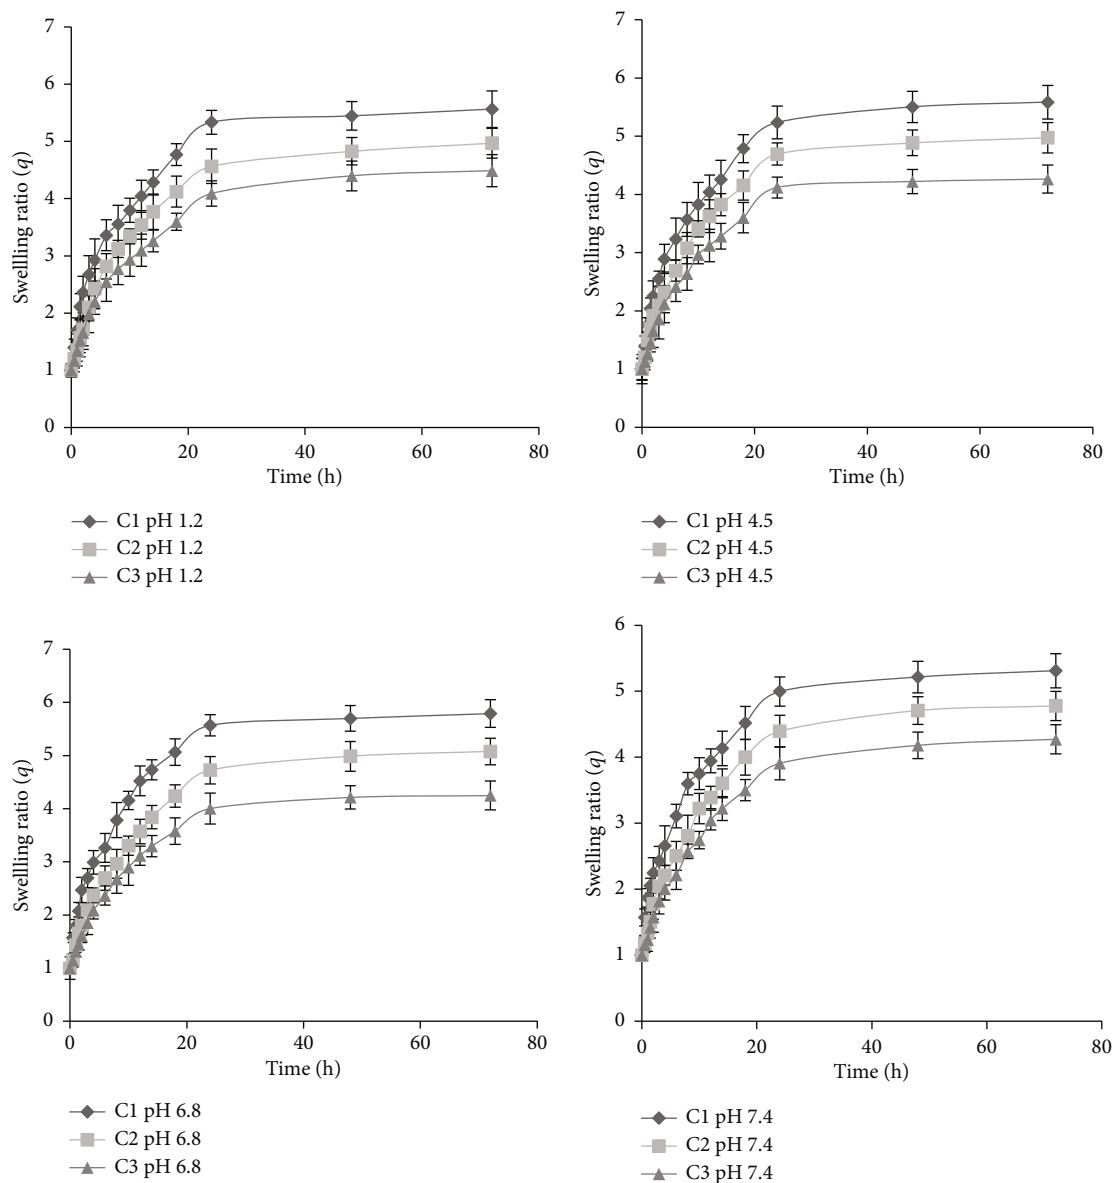 7
6
5
4
3
2
1
0
Swellling ratio (q)
0 20 40 60 80
Time (h)
C1 pH 1.2
C2 pH 1.2
C3 pH 1.2
7
6
5
4
3
2
1
0
Swelling ratio (q)
0 20 40 60 80
Time (h)
C1 pH 4.5
C2 pH 4.5
C3 pH 4.5
7
6
5
4
3
2
1
0
Swellling ratio (q)
0 20 40 60 80
Time (h)
C1 pH 6.8
C2 pH 6.8
C3 pH 6.8
6
5
4
3
2
1
0
Swelling ratio (q)
0 20 40 60 80
Time (h)
C1 pH 7.4
C2 pH 7.4
C3 pH 7.4